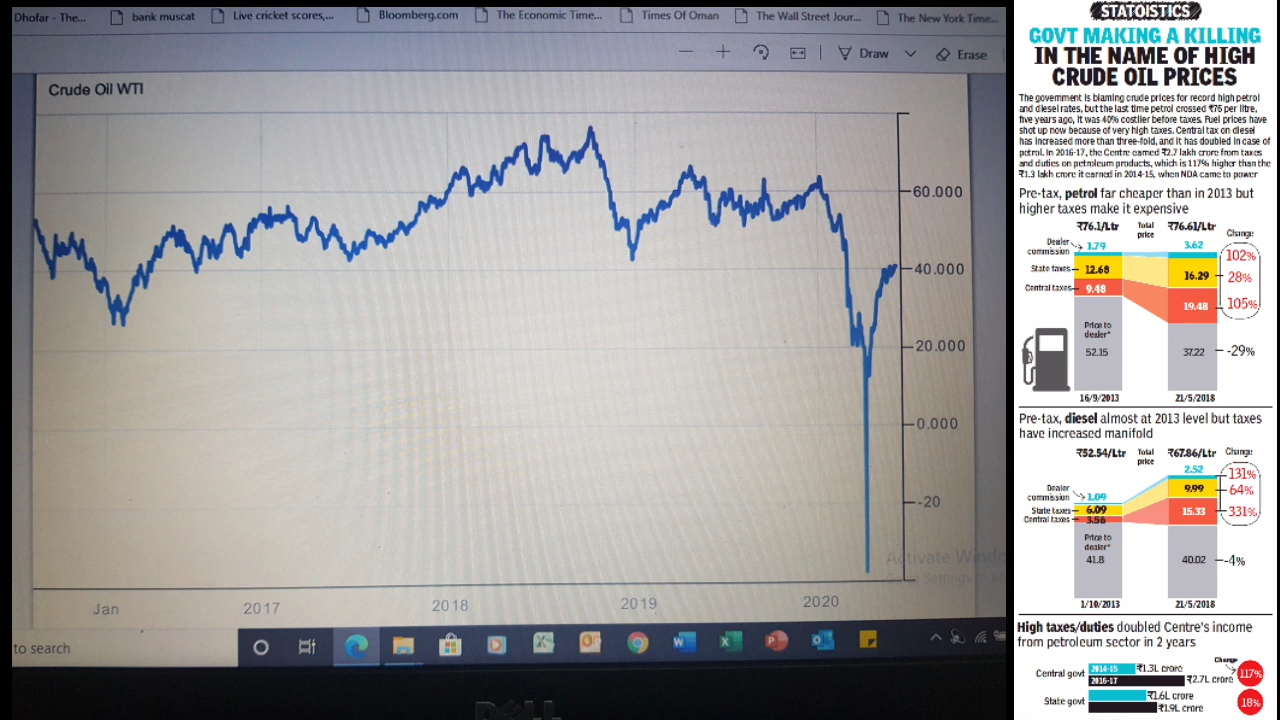 Dhofar - The...
bank muscat
Live cricket scores,...
Bloomberg.com
The Economic Time...
Times Of Oman
The Wall Street Jour...
The New York Time...
Draw
Erase
Crude Oil WTI
60.000
40.000
20.000
0.000
-20
Activate Windo
Jan
2017
2018
2019
2020
to search
DELL
STATOISTICS
GOVT MAKING A KILLING
IN THE NAME OF HIGH
CRUDE OIL PRICES
The government is blaming crude prices for record high petrol
and diesel rates, but the last time petrol crossed ₹75 per litre,
five years ago, it was 40% costlier before taxes. Fuel prices have
shot up now because of very high taxes. Central tax on diesel
has increased more than three-fold, and it has doubled in case of
petrol. In 2016-17, the Centre earned ₹2.7 lakh crore from taxes
and duties on petroleum products, which is 117% higher than the
₹1.3 lakh crore it earned in 2014-15, when NDA came to power
Pre-tax, petrol far cheaper than in 2013 but
higher taxes make it expensive
₹76.1/Ltr Total price ₹76.61/Ltr Change
Dealer commission 1.79 3.62 102%
State taxes 12.68 16.29 28%
Central taxes 9.48 19.48 105%
Price to dealer* 52.15 37.22 -29%
16/9/2013 21/5/2018
Pre-tax, diesel almost at 2013 level but taxes
have increased manifold
₹52.54/Ltr Total price ₹67.86/Ltr Change
Dealer commission 1.09 2.52 131%
State taxes 6.09 9.99 64%
Central taxes 3.56 15.33 331%
Price to dealer* 41.8 40.02 -4%
1/10/2013 21/5/2018
High taxes/duties doubled Centre's income
from petroleum sector in 2 years
Change
Central govt 2014-15 ₹1.3L crore
2016-17 ₹2.7L crore 117%
State govt ₹1.6L crore
₹1.9L crore 18%